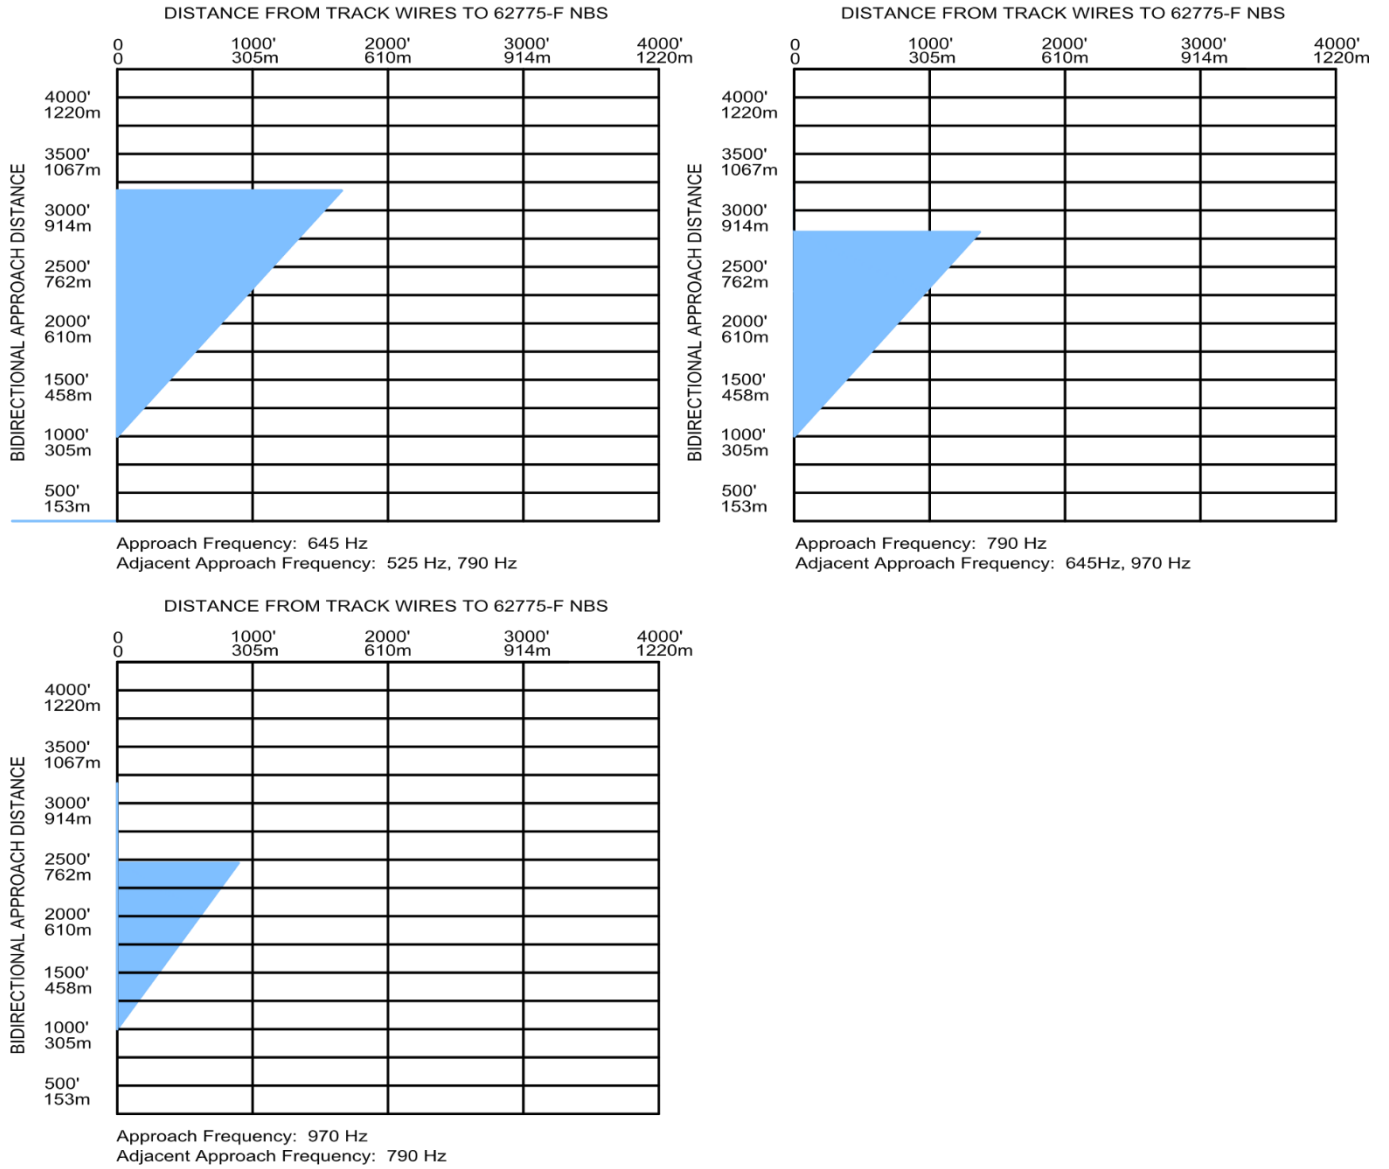 DISTANCE FROM TRACK WIRES TO 62775-F NBS
0 1000' 2000' 3000' 4000'
0 305m 610m 914m 1220m
BIDIRECTIONAL APPROACH DISTANCE
4000'
1220m
3500'
1067m
3000'
914m
2500'
762m
2000'
610m
1500'
458m
1000'
305m
500'
153m
Approach Frequency: 645 Hz
Adjacent Approach Frequency: 525 Hz, 790 Hz
DISTANCE FROM TRACK WIRES TO 62775-F NBS
0 1000' 2000' 3000' 4000'
0 305m 610m 914m 1220m
BIDIRECTIONAL APPROACH DISTANCE
4000'
1220m
3500'
1067m
3000'
914m
2500'
762m
2000'
610m
1500'
458m
1000'
305m
500'
153m
Approach Frequency: 790 Hz
Adjacent Approach Frequency: 645Hz, 970 Hz
DISTANCE FROM TRACK WIRES TO 62775-F NBS
0 1000' 2000' 3000' 4000'
0 305m 610m 914m 1220m
BIDIRECTIONAL APPROACH DISTANCE
4000'
1220m
3500'
1067m
3000'
914m
2500'
762m
2000'
610m
1500'
458m
1000'
305m
500'
153m
Approach Frequency: 970 Hz
Adjacent Approach Frequency: 790 Hz